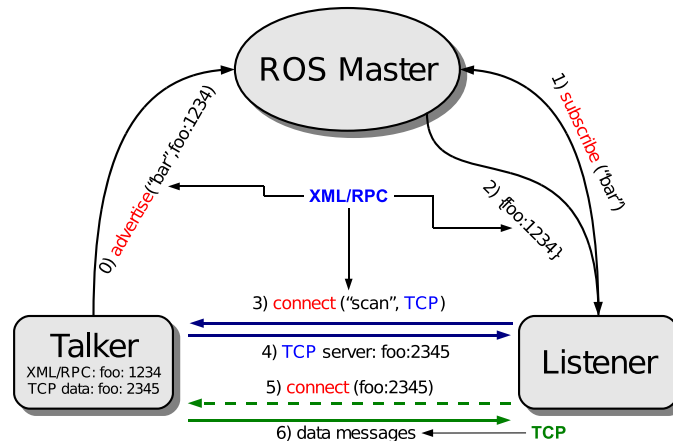 ROS Master
0) advertise(“bar”,foo:1234)
1) subscribe (“bar”)
XML/RPC
2) {foo:1234}
3) connect (“scan”, TCP)
Talker
XML/RPC: foo: 1234
TCP data: foo: 2345
4) TCP server: foo:2345
Listener
5) connect (foo:2345)
6) data messages
TCP